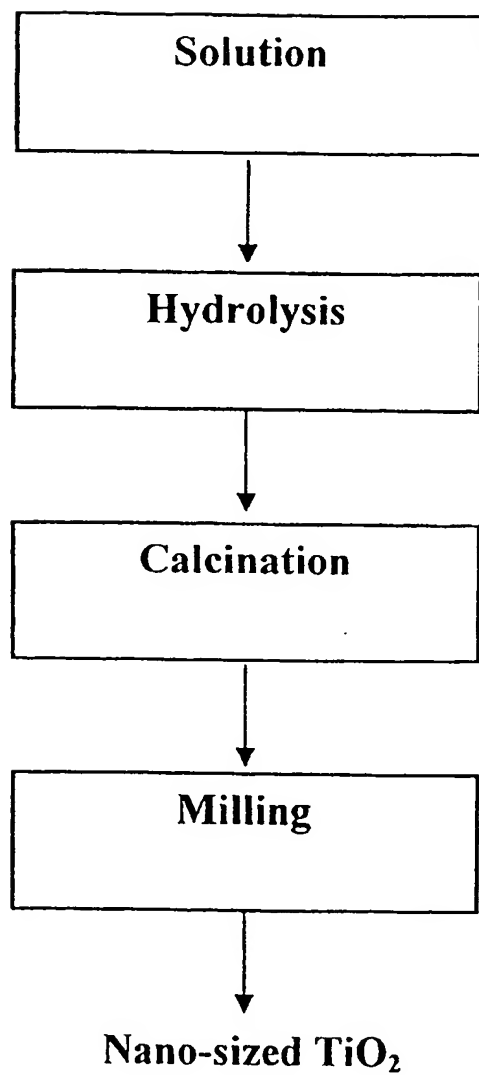 Solution
Hydrolysis
Calcination
Milling
Nano-sized TiO₂